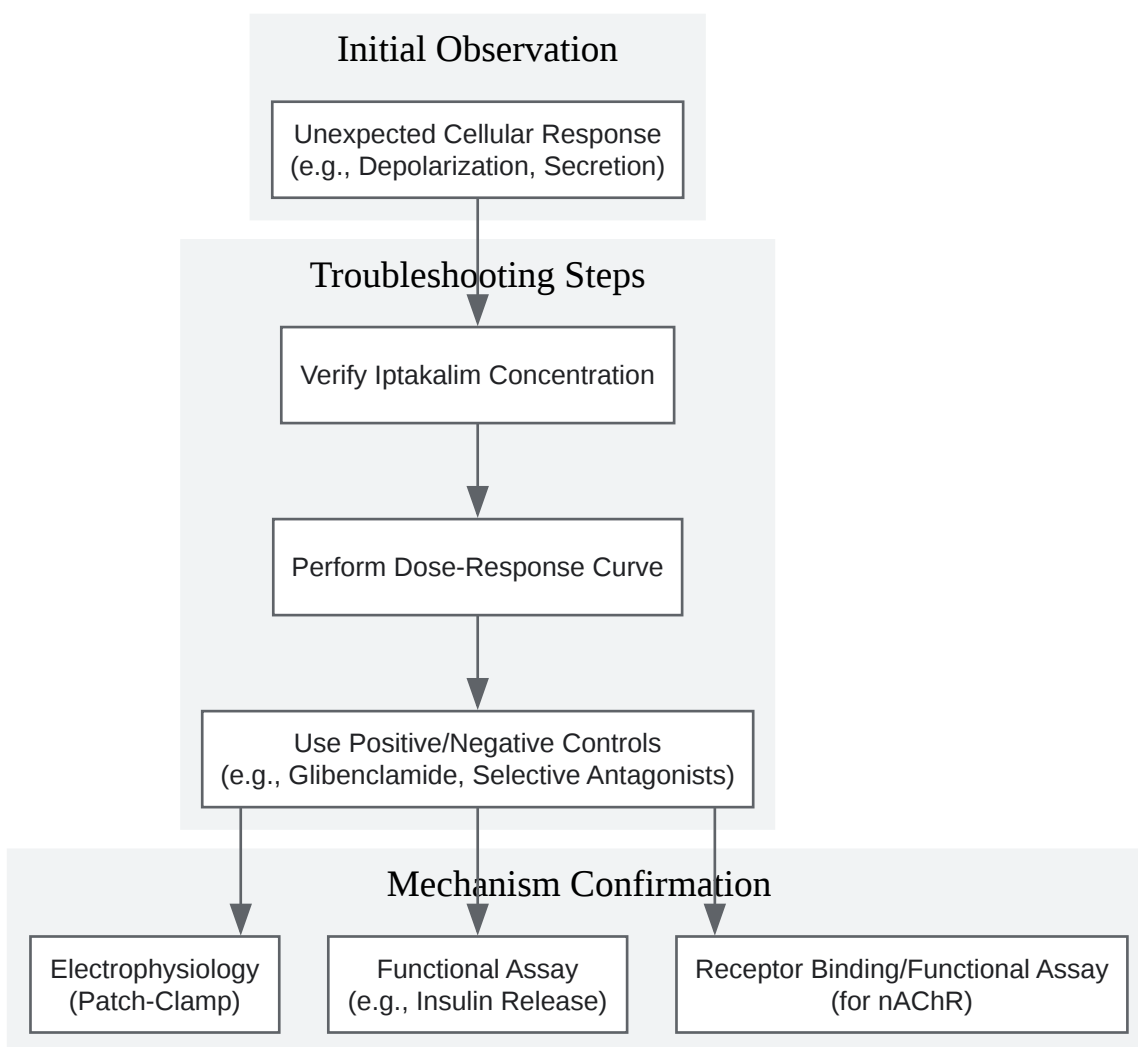 Initial Observation
Unexpected Cellular Response
(e.g., Depolarization, Secretion)
Troubleshooting Steps
Verify Iptakalim Concentration
Perform Dose-Response Curve
Use Positive/Negative Controls
(e.g., Glibenclamide, Selective Antagonists)
Mechanism Confirmation
Electrophysiology
(Patch-Clamp)
Functional Assay
(e.g., Insulin Release)
Receptor Binding/Functional Assay
(for nAChR)